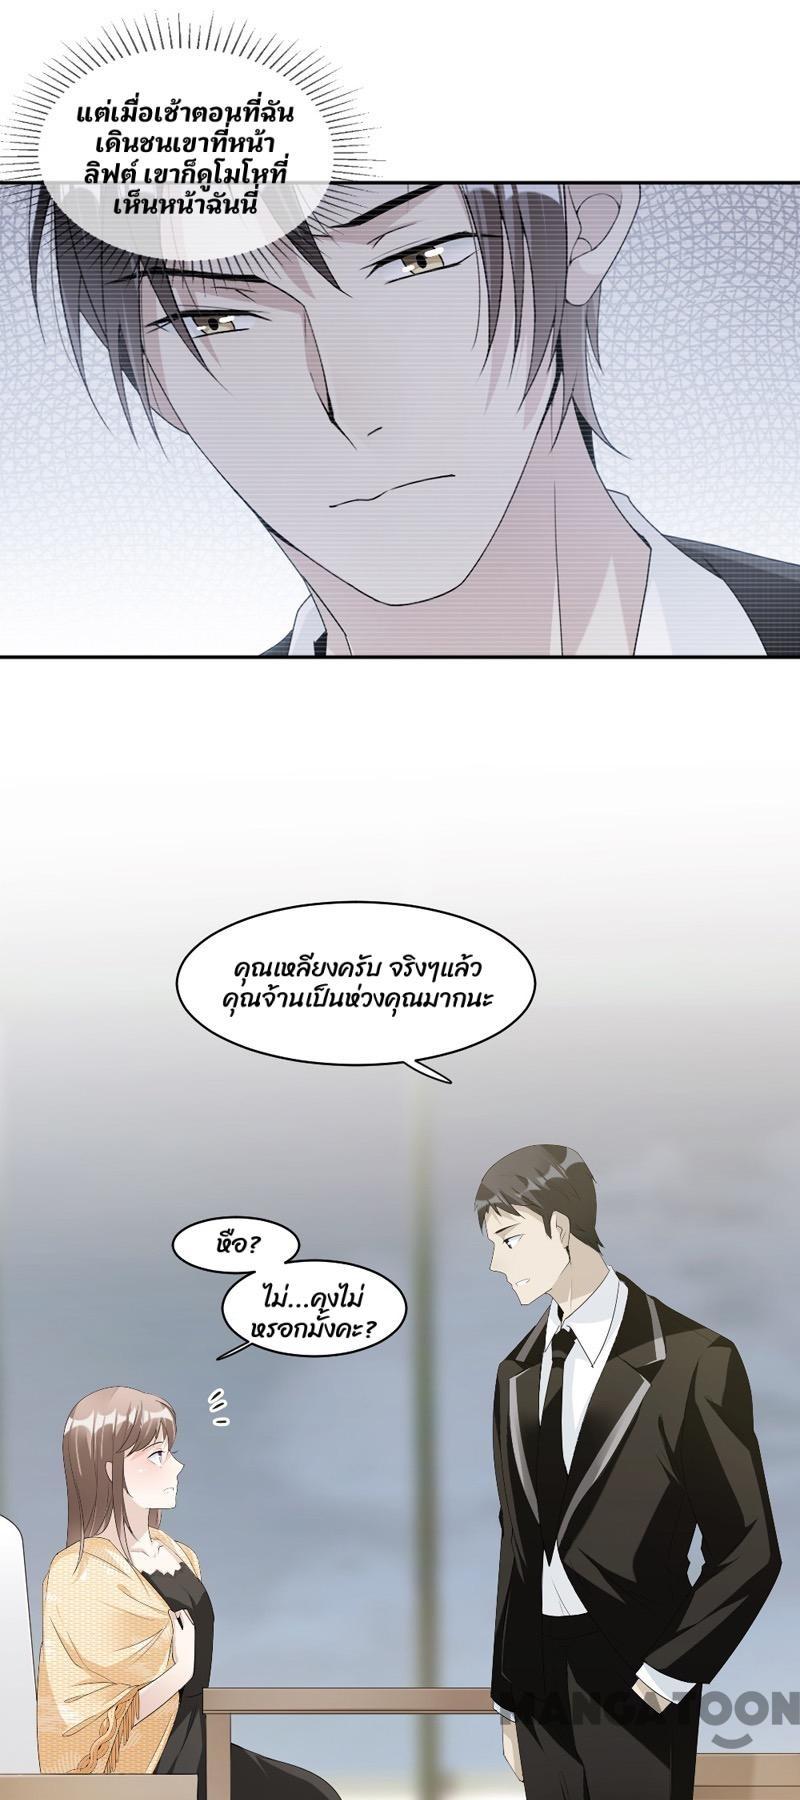 แต่เมื่อเช้าตอนที่ฉัน
เดินชนเขาที่หน้า
ลิฟต์ เขาก็ดูโมโหที่
เห็นหน้าฉันนี่
คุณเหลียงครับ จริงๆแล้ว
คุณจ้านเป็นห่วงคุณมากนะ
หือ?
ไม่...คงไม่
หรอกมั้งคะ?
MANGATOON